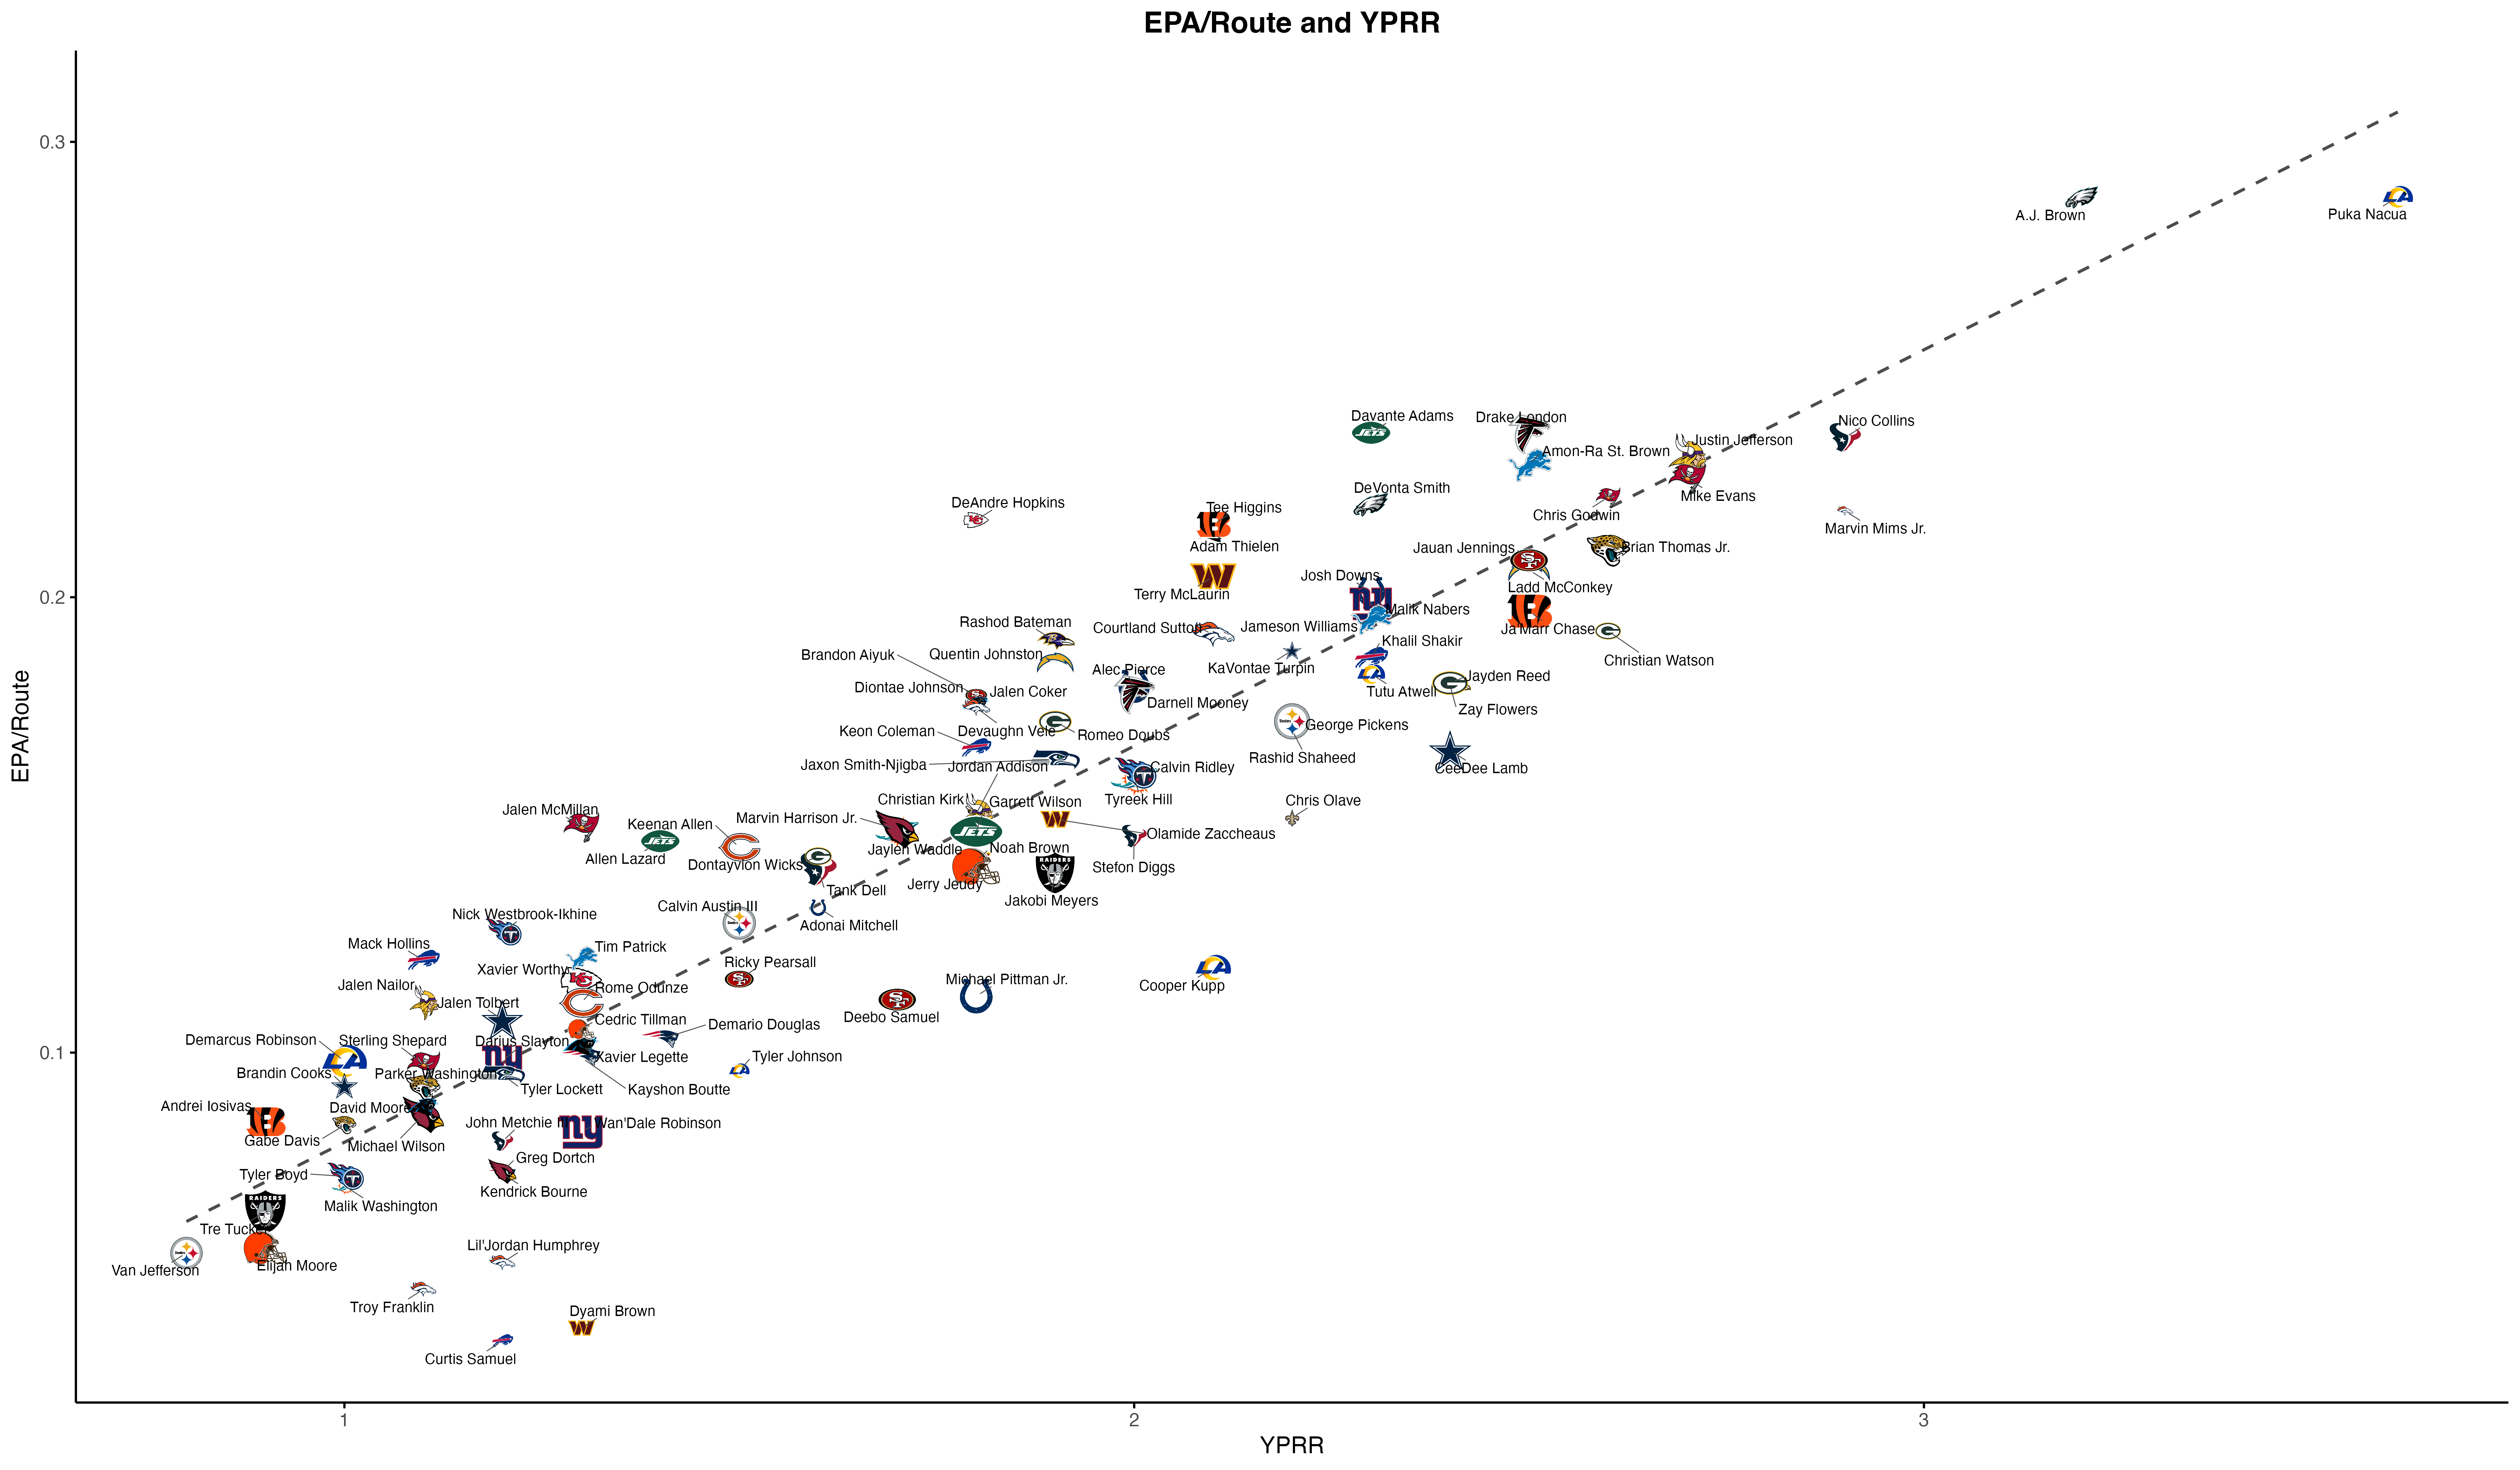 EPA/Route and YPRR
0.3
A.J. Brown
Puka Nacua
Davante Adams
Drake London
Nico Collins
Justin Jefferson
Amon-Ra St. Brown
DeVonta Smith
Mike Evans
DeAndre Hopkins
Tee Higgins
Chris Godwin
Marvin Mims Jr.
Adam Thielen
Jauan Jennings
Brian Thomas Jr.
Josh Downs
Ladd McConkey
Terry McLaurin
0.2
Malik Nabers
Rashod Bateman
Courtland Sutton
Jameson Williams
Ja'Marr Chase
Khalil Shakir
Brandon Aiyuk
Quentin Johnston
Christian Watson
Alec Pierce
KaVontae Turpin
Jayden Reed
Diontae Johnson
Jalen Coker
Tutu Atwell
Darnell Mooney
Zay Flowers
George Pickens
Keon Coleman
Devaughn Vele
Romeo Doubs
Rashid Shaheed
Jaxon Smith-Njigba
Jordan Addison
Calvin Ridley
CeeDee Lamb
Christian Kirk
Garrett Wilson
Tyreek Hill
Chris Olave
Jalen McMillan
Marvin Harrison Jr.
Keenan Allen
Olamide Zaccheaus
Allen Lazard
Dontayvion Wicks
Jaylen Waddle
Noah Brown
Stefon Diggs
Tank Dell
Jerry Jeudy
Jakobi Meyers
Calvin Austin III
Nick Westbrook-Ikhine
Adonai Mitchell
Mack Hollins
Tim Patrick
Xavier Worthy
Ricky Pearsall
Jalen Nailor
Rome Odunze
Michael Pittman Jr.
Cooper Kupp
Jalen Tolbert
Deebo Samuel
Cedric Tillman
Demario Douglas
Demarcus Robinson
Sterling Shepard
Darius Slayton
0.1
Xavier Legette
Tyler Johnson
Brandin Cooks
Parker Washington
Tyler Lockett
Kayshon Boutte
Andrei Iosivas
David Moore
John Metchie III
Wan'Dale Robinson
Gabe Davis
Michael Wilson
Greg Dortch
Tyler Boyd
Kendrick Bourne
Malik Washington
Tre Tucker
Lil'Jordan Humphrey
Van Jefferson
Elijah Moore
Troy Franklin
Dyami Brown
Curtis Samuel
RAIDERS
RAIDERS
JETS
JETS
JETS
EPA/Route
1
2
3
YPRR